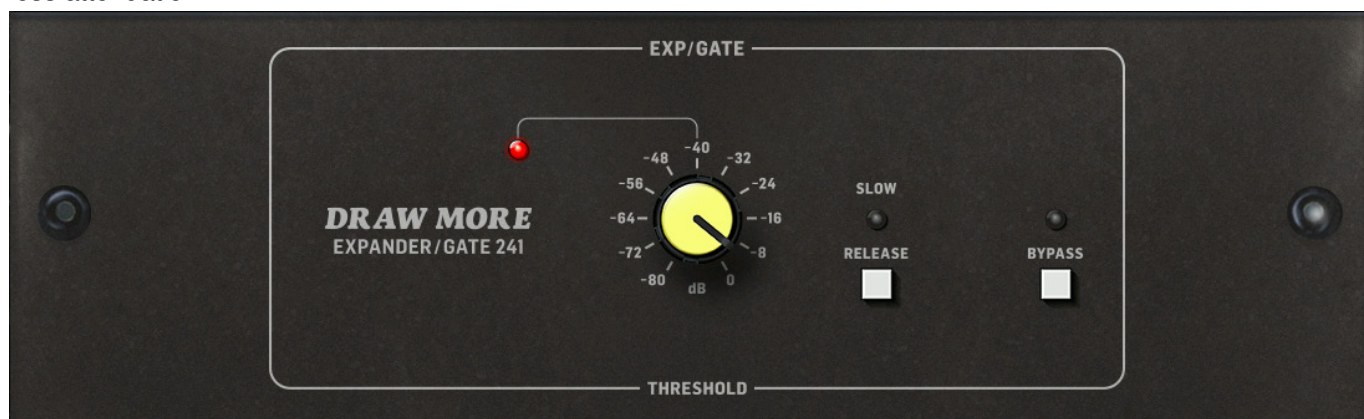 EXP/GATE
-40
-48
-32
-56
-24
-64
-16
-72
-8
-80
0
dB
DRAW MORE
EXPANDER/GATE 241
SLOW
RELEASE
BYPASS
THRESHOLD